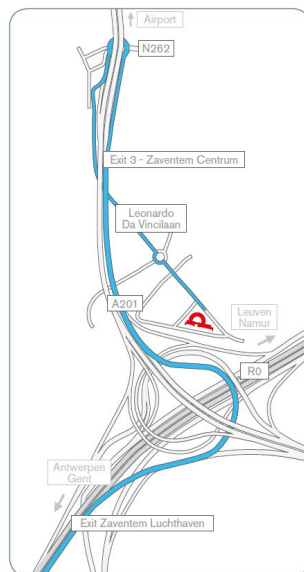 Airport
N262
Exit 3 - Zaventem Centrum
Leonardo
Da Vincilaan
A201
Leuven
Namur
R0
Antwerpen
Gent
Exit Zaventem Luchthaven